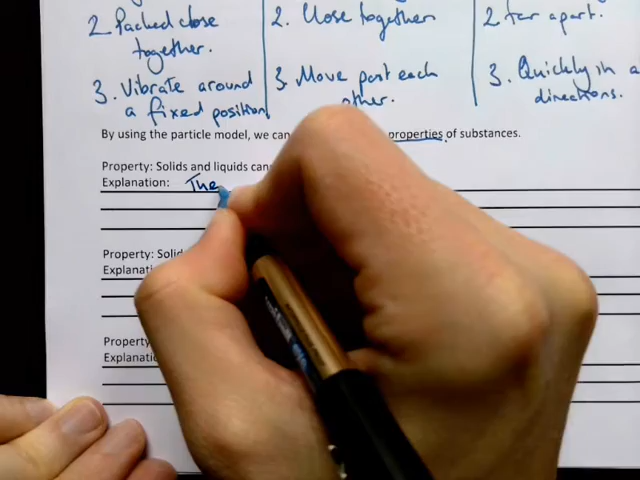 2. Packed close together.
3. Vibrate around a fixed position
2. Close together
3. Move past each other.
2 far apart.
3. Quickly in a directions.
By using the particle model, we can properties of substances.
Property: Solids and liquids can
Explanation: The
Property: Solid
Explanati
Property
Explanatio